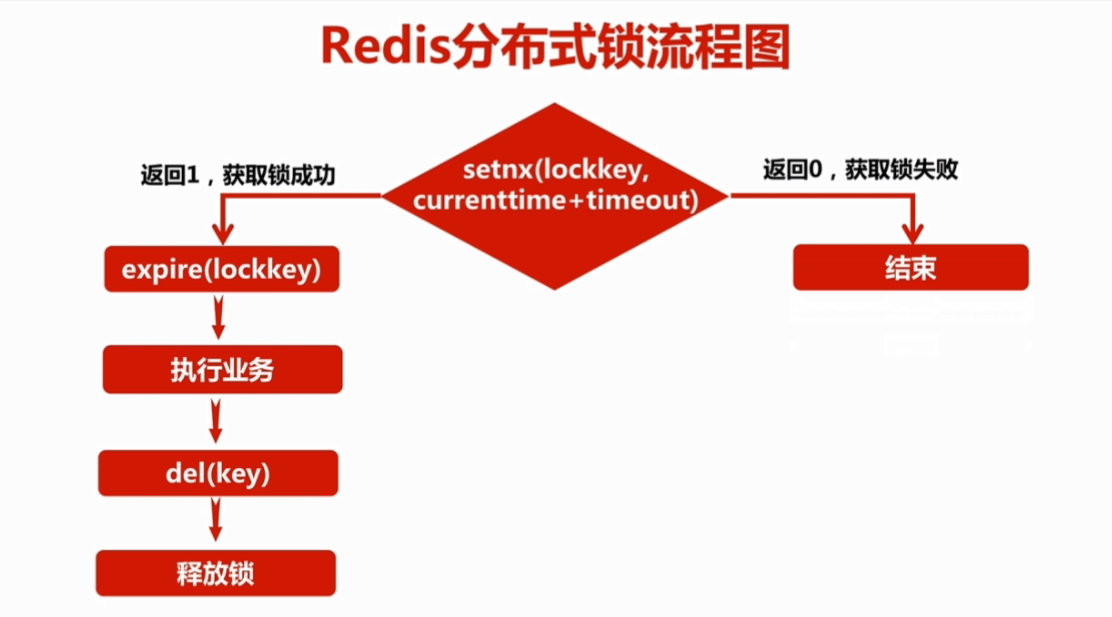 Redis分布式锁流程图
返回1，获取锁成功
setnx(lockkey,
currenttime+timeout)
返回0，获取锁失败
expire(lockkey)
结束
执行业务
del(key)
释放锁